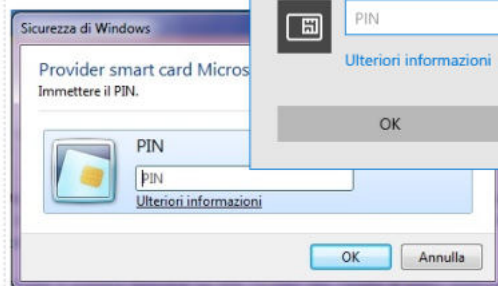 Sicurezza di Windows
Provider smart card Micros
Immettere il PIN.
PIN
PIN
Ulteriori informazioni
OK
Annulla
PIN
Ulteriori informazioni
OK